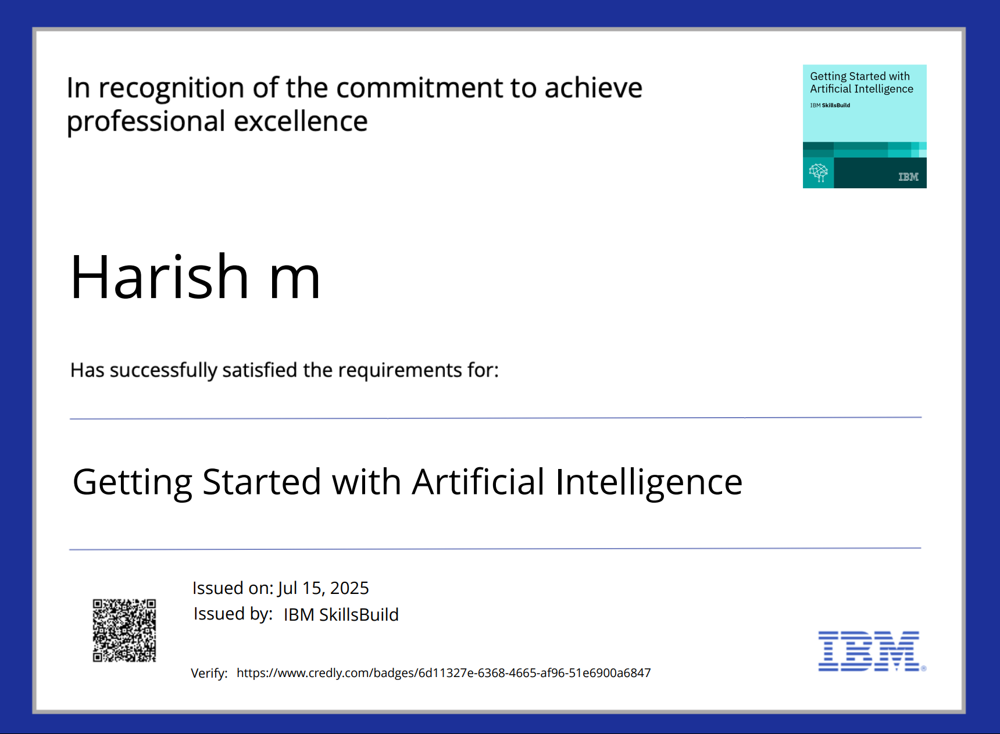 In recognition of the commitment to achieve
professional excellence
Getting Started with
Artificial Intelligence
IBM SkillsBuild
IBM
Harish m
Has successfully satisfied the requirements for:
Getting Started with Artificial Intelligence
Issued on: Jul 15, 2025
Issued by: IBM SkillsBuild
Verify: https://www.credly.com/badges/6d11327e-6368-4665-af96-51e6900a6847
IBM®